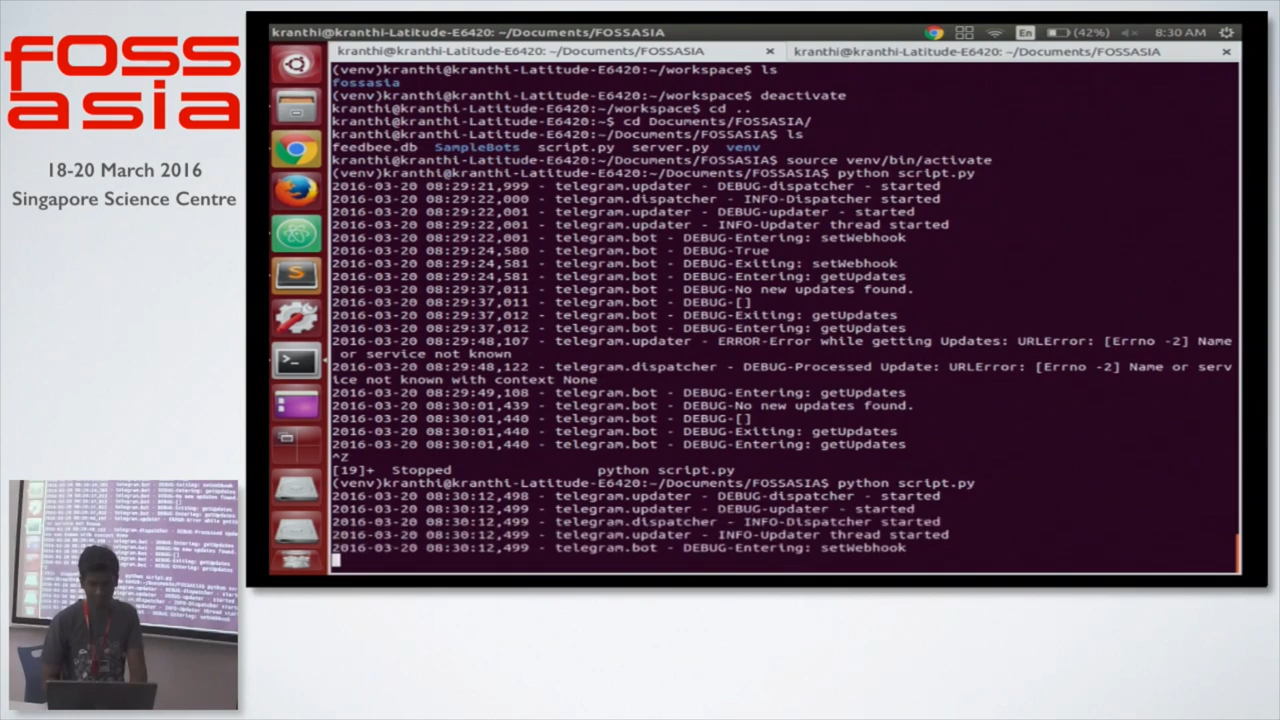 FOSS
asia
18-20 March 2016
Singapore Science Centre
kranthi@kranthi-Latitude-E6420: ~/Documents/FOSSASIA
En
(42%)
8:30 AM
kranthi@kranthi-Latitude-E6420: ~/Documents/FOSSASIA × kranthi@kranthi-Latitude-E6420: ~/Documents/FOSSASIA ×
(venv)kranthi@kranthi-Latitude-E6420:~/workspace$ ls
fossasia
(venv)kranthi@kranthi-Latitude-E6420:~/workspace$ deactivate
kranthi@kranthi-Latitude-E6420:~/workspace$ cd ..
kranthi@kranthi-Latitude-E6420:~$ cd Documents/FOSSASIA/
kranthi@kranthi-Latitude-E6420:~/Documents/FOSSASIA$ ls
feedbee.db SampleBots script.py server.py venv
kranthi@kranthi-Latitude-E6420:~/Documents/FOSSASIA$ source venv/bin/activate
(venv)kranthi@kranthi-Latitude-E6420:~/Documents/FOSSASIA$ python script.py
2016-03-20 08:29:21,999 - telegram.updater - DEBUG-dispatcher - started
2016-03-20 08:29:22,000 - telegram.dispatcher - INFO-Dispatcher started
2016-03-20 08:29:22,001 - telegram.updater - DEBUG-updater - started
2016-03-20 08:29:22,001 - telegram.updater - INFO-Updater thread started
2016-03-20 08:29:22,001 - telegram.bot - DEBUG-Entering: setWebhook
2016-03-20 08:29:24,580 - telegram.bot - DEBUG-True
2016-03-20 08:29:24,581 - telegram.bot - DEBUG-Exiting: setWebhook
2016-03-20 08:29:24,581 - telegram.bot - DEBUG-Entering: getUpdates
2016-03-20 08:29:37,011 - telegram.bot - DEBUG-No new updates found.
2016-03-20 08:29:37,011 - telegram.bot - DEBUG-[]
2016-03-20 08:29:37,012 - telegram.bot - DEBUG-Exiting: getUpdates
2016-03-20 08:29:37,012 - telegram.bot - DEBUG-Entering: getUpdates
2016-03-20 08:29:48,107 - telegram.updater - ERROR-Error while getting Updates: URLError: [Errno -2] Name
or service not known
2016-03-20 08:29:48,122 - telegram.dispatcher - DEBUG-Processed Update: URLError: [Errno -2] Name or serv
ice not known with context None
2016-03-20 08:29:49,108 - telegram.bot - DEBUG-Entering: getUpdates
2016-03-20 08:30:01,439 - telegram.bot - DEBUG-No new updates found.
2016-03-20 08:30:01,440 - telegram.bot - DEBUG-[]
2016-03-20 08:30:01,440 - telegram.bot - DEBUG-Exiting: getUpdates
2016-03-20 08:30:01,440 - telegram.bot - DEBUG-Entering: getUpdates
^Z
[19]+ Stopped python script.py
(venv)kranthi@kranthi-Latitude-E6420:~/Documents/FOSSASIA$ python script.py
2016-03-20 08:30:12,498 - telegram.updater - DEBUG-dispatcher - started
2016-03-20 08:30:12,499 - telegram.updater - DEBUG-updater - started
2016-03-20 08:30:12,499 - telegram.dispatcher - INFO-Dispatcher started
2016-03-20 08:30:12,499 - telegram.updater - INFO-Updater thread started
2016-03-20 08:30:12,499 - telegram.bot - DEBUG-Entering: setWebhook